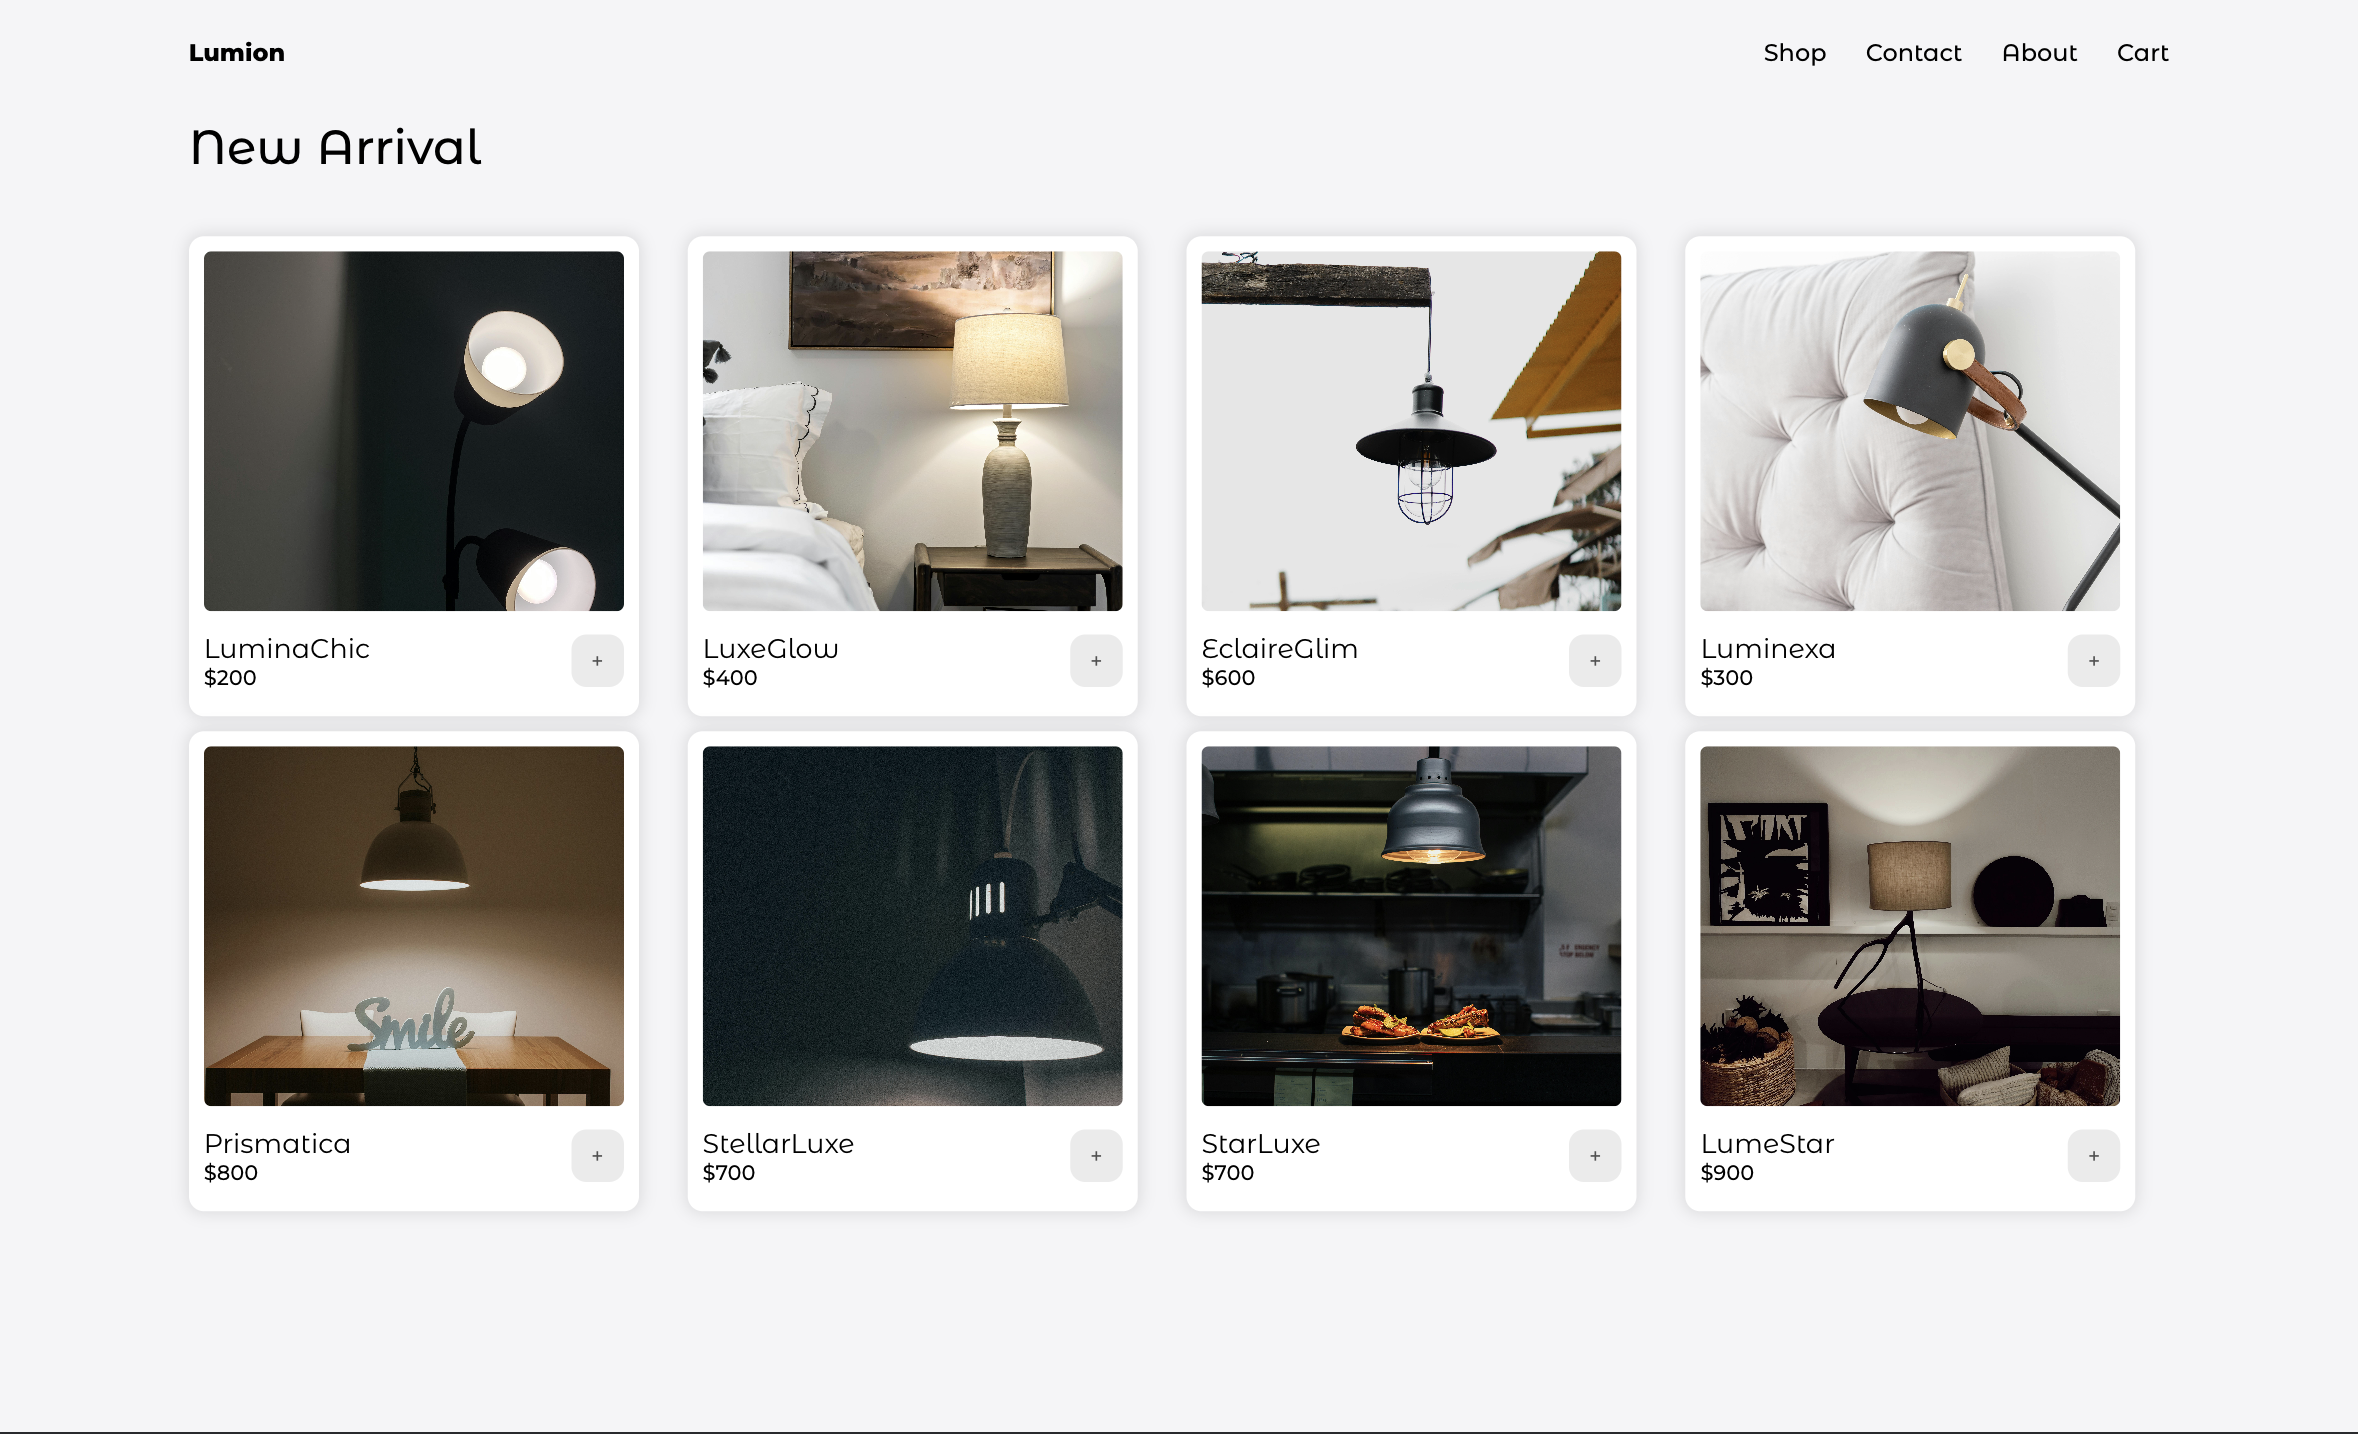 Lumion
Shop Contact About Cart
New Arrival
LuminaChic
$200
+
LuxeGlow
$400
+
EclaireGlim
$600
+
Luminexa
$300
+
Smile
Prismatica
$800
+
StellarLuxe
$700
+
StarLuxe
$700
+
LumeStar
$900
+